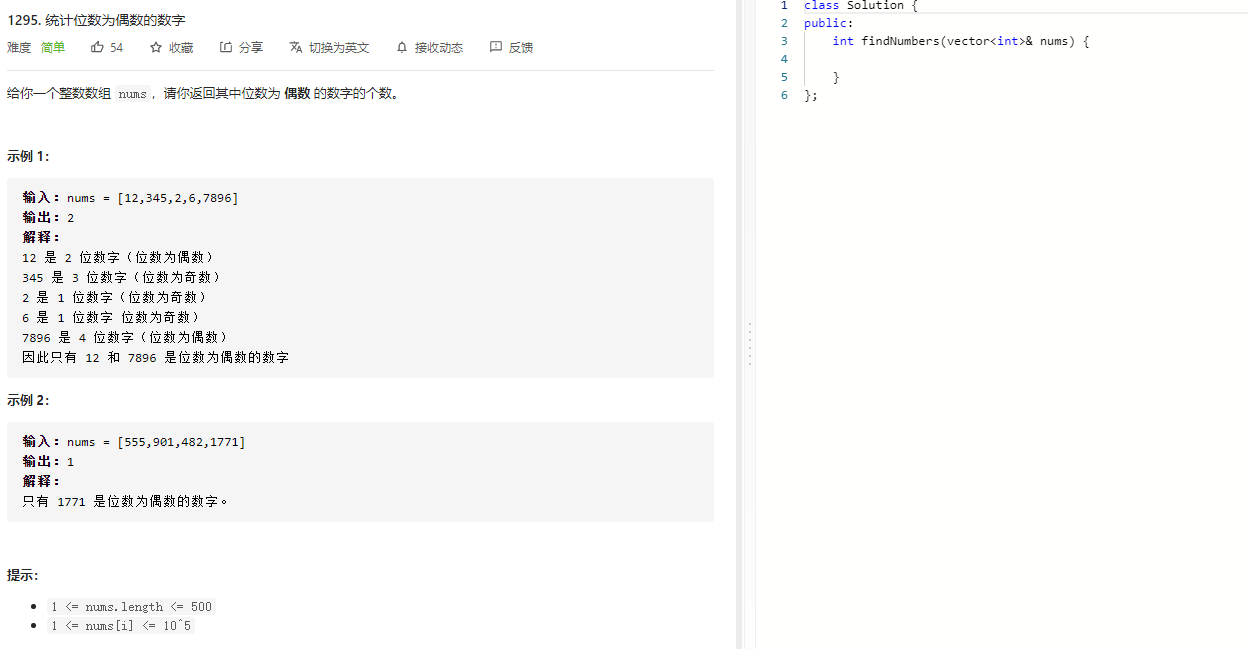 1295. 统计位数为偶数的数字
难度 简单 54 收藏 分享 切换为英文 接收动态 反馈
给你一个整数数组 nums，请你返回其中位数为 偶数 的数字的个数。
示例 1：
输入：nums = [12,345,2,6,7896]
输出：2
解释：
12 是 2 位数字（位数为偶数）
345 是 3 位数字（位数为奇数）
2 是 1 位数字（位数为奇数）
6 是 1 位数字 位数为奇数）
7896 是 4 位数字（位数为偶数）
因此只有 12 和 7896 是位数为偶数的数字
示例 2：
输入：nums = [555,901,482,1771]
输出：1
解释：
只有 1771 是位数为偶数的数字。
提示：
1 <= nums.length <= 500
1 <= nums[i] <= 10^5
1 class Solution {
2 public:
3     int findNumbers(vector<int>& nums) {
4
5     }
6 };